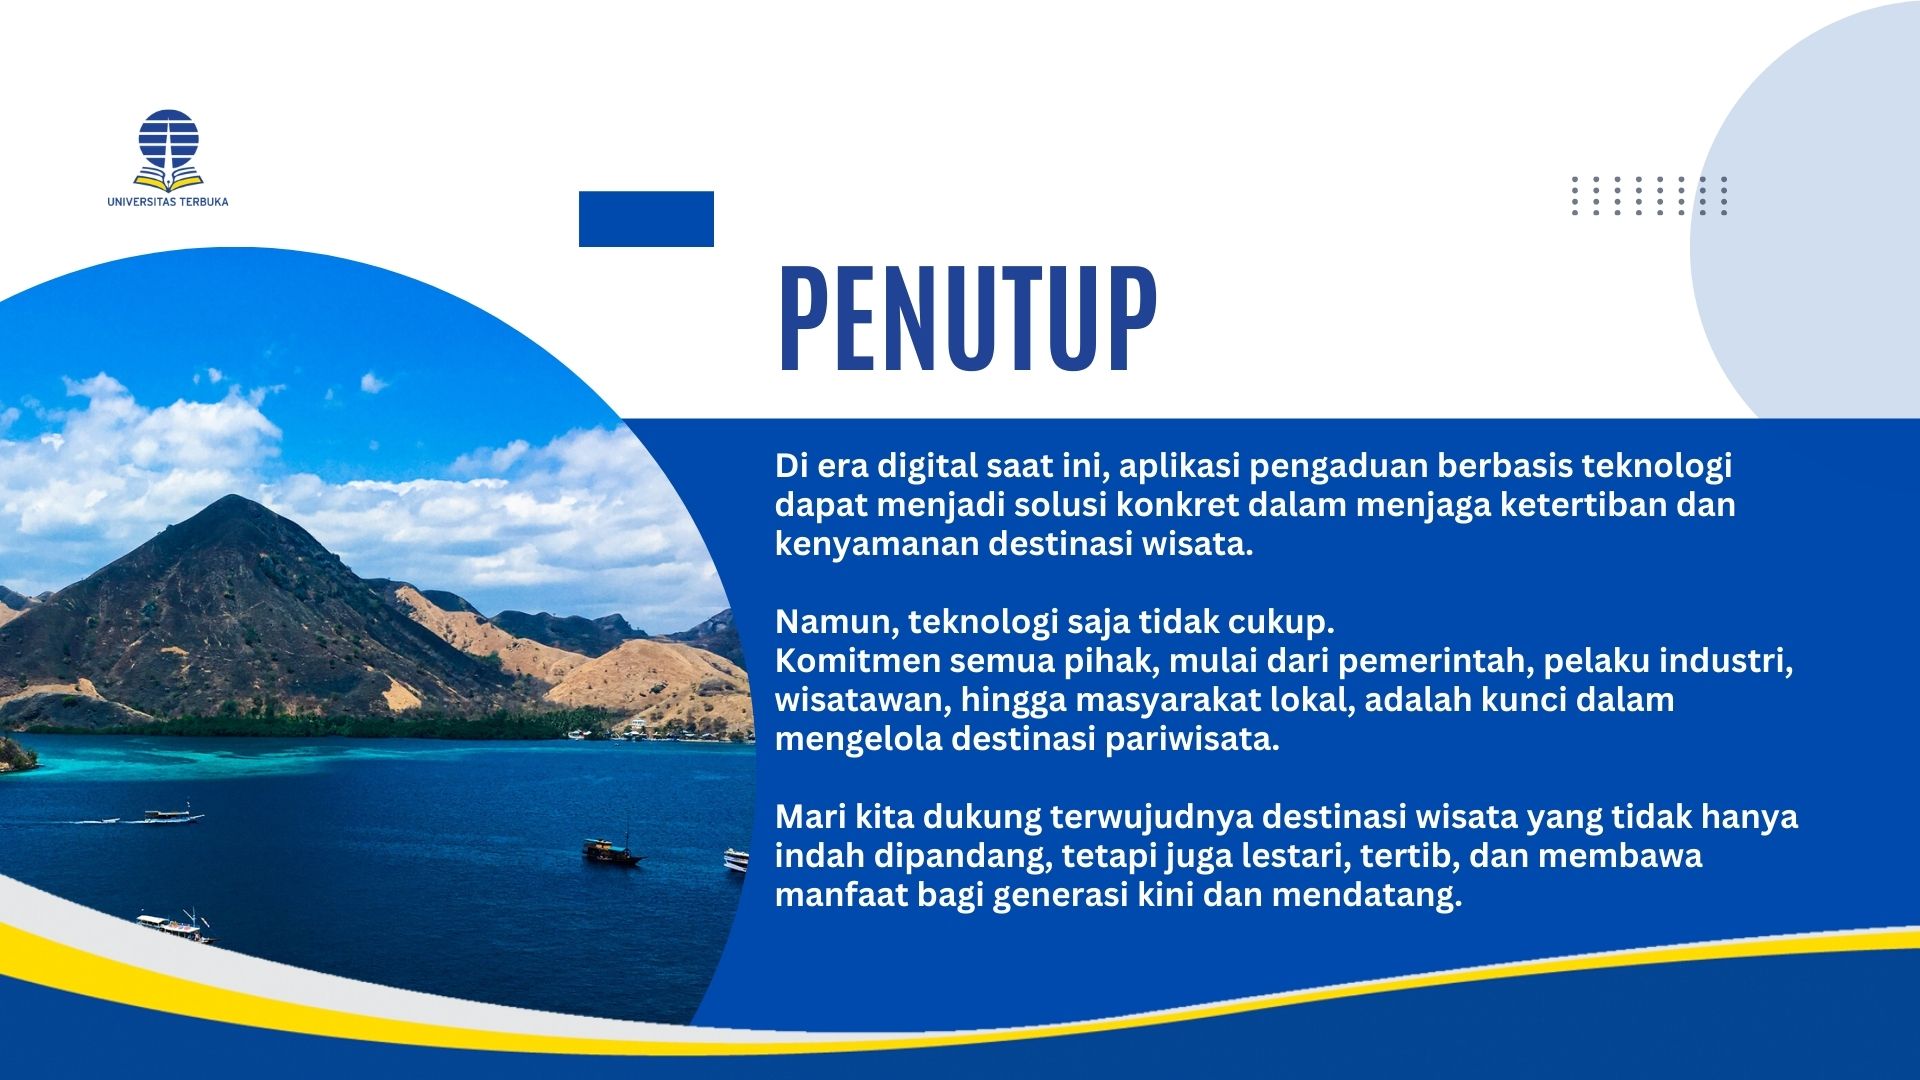 UNIVERSITAS TERBUKA
PENUTUP
Di era digital saat ini, aplikasi pengaduan berbasis teknologi
dapat menjadi solusi konkret dalam menjaga ketertiban dan
kenyamanan destinasi wisata.
Namun, teknologi saja tidak cukup.
Komitmen semua pihak, mulai dari pemerintah, pelaku industri,
wisatawan, hingga masyarakat lokal, adalah kunci dalam
mengelola destinasi pariwisata.
Mari kita dukung terwujudnya destinasi wisata yang tidak hanya
indah dipandang, tetapi juga lestari, tertib, dan membawa
manfaat bagi generasi kini dan mendatang.